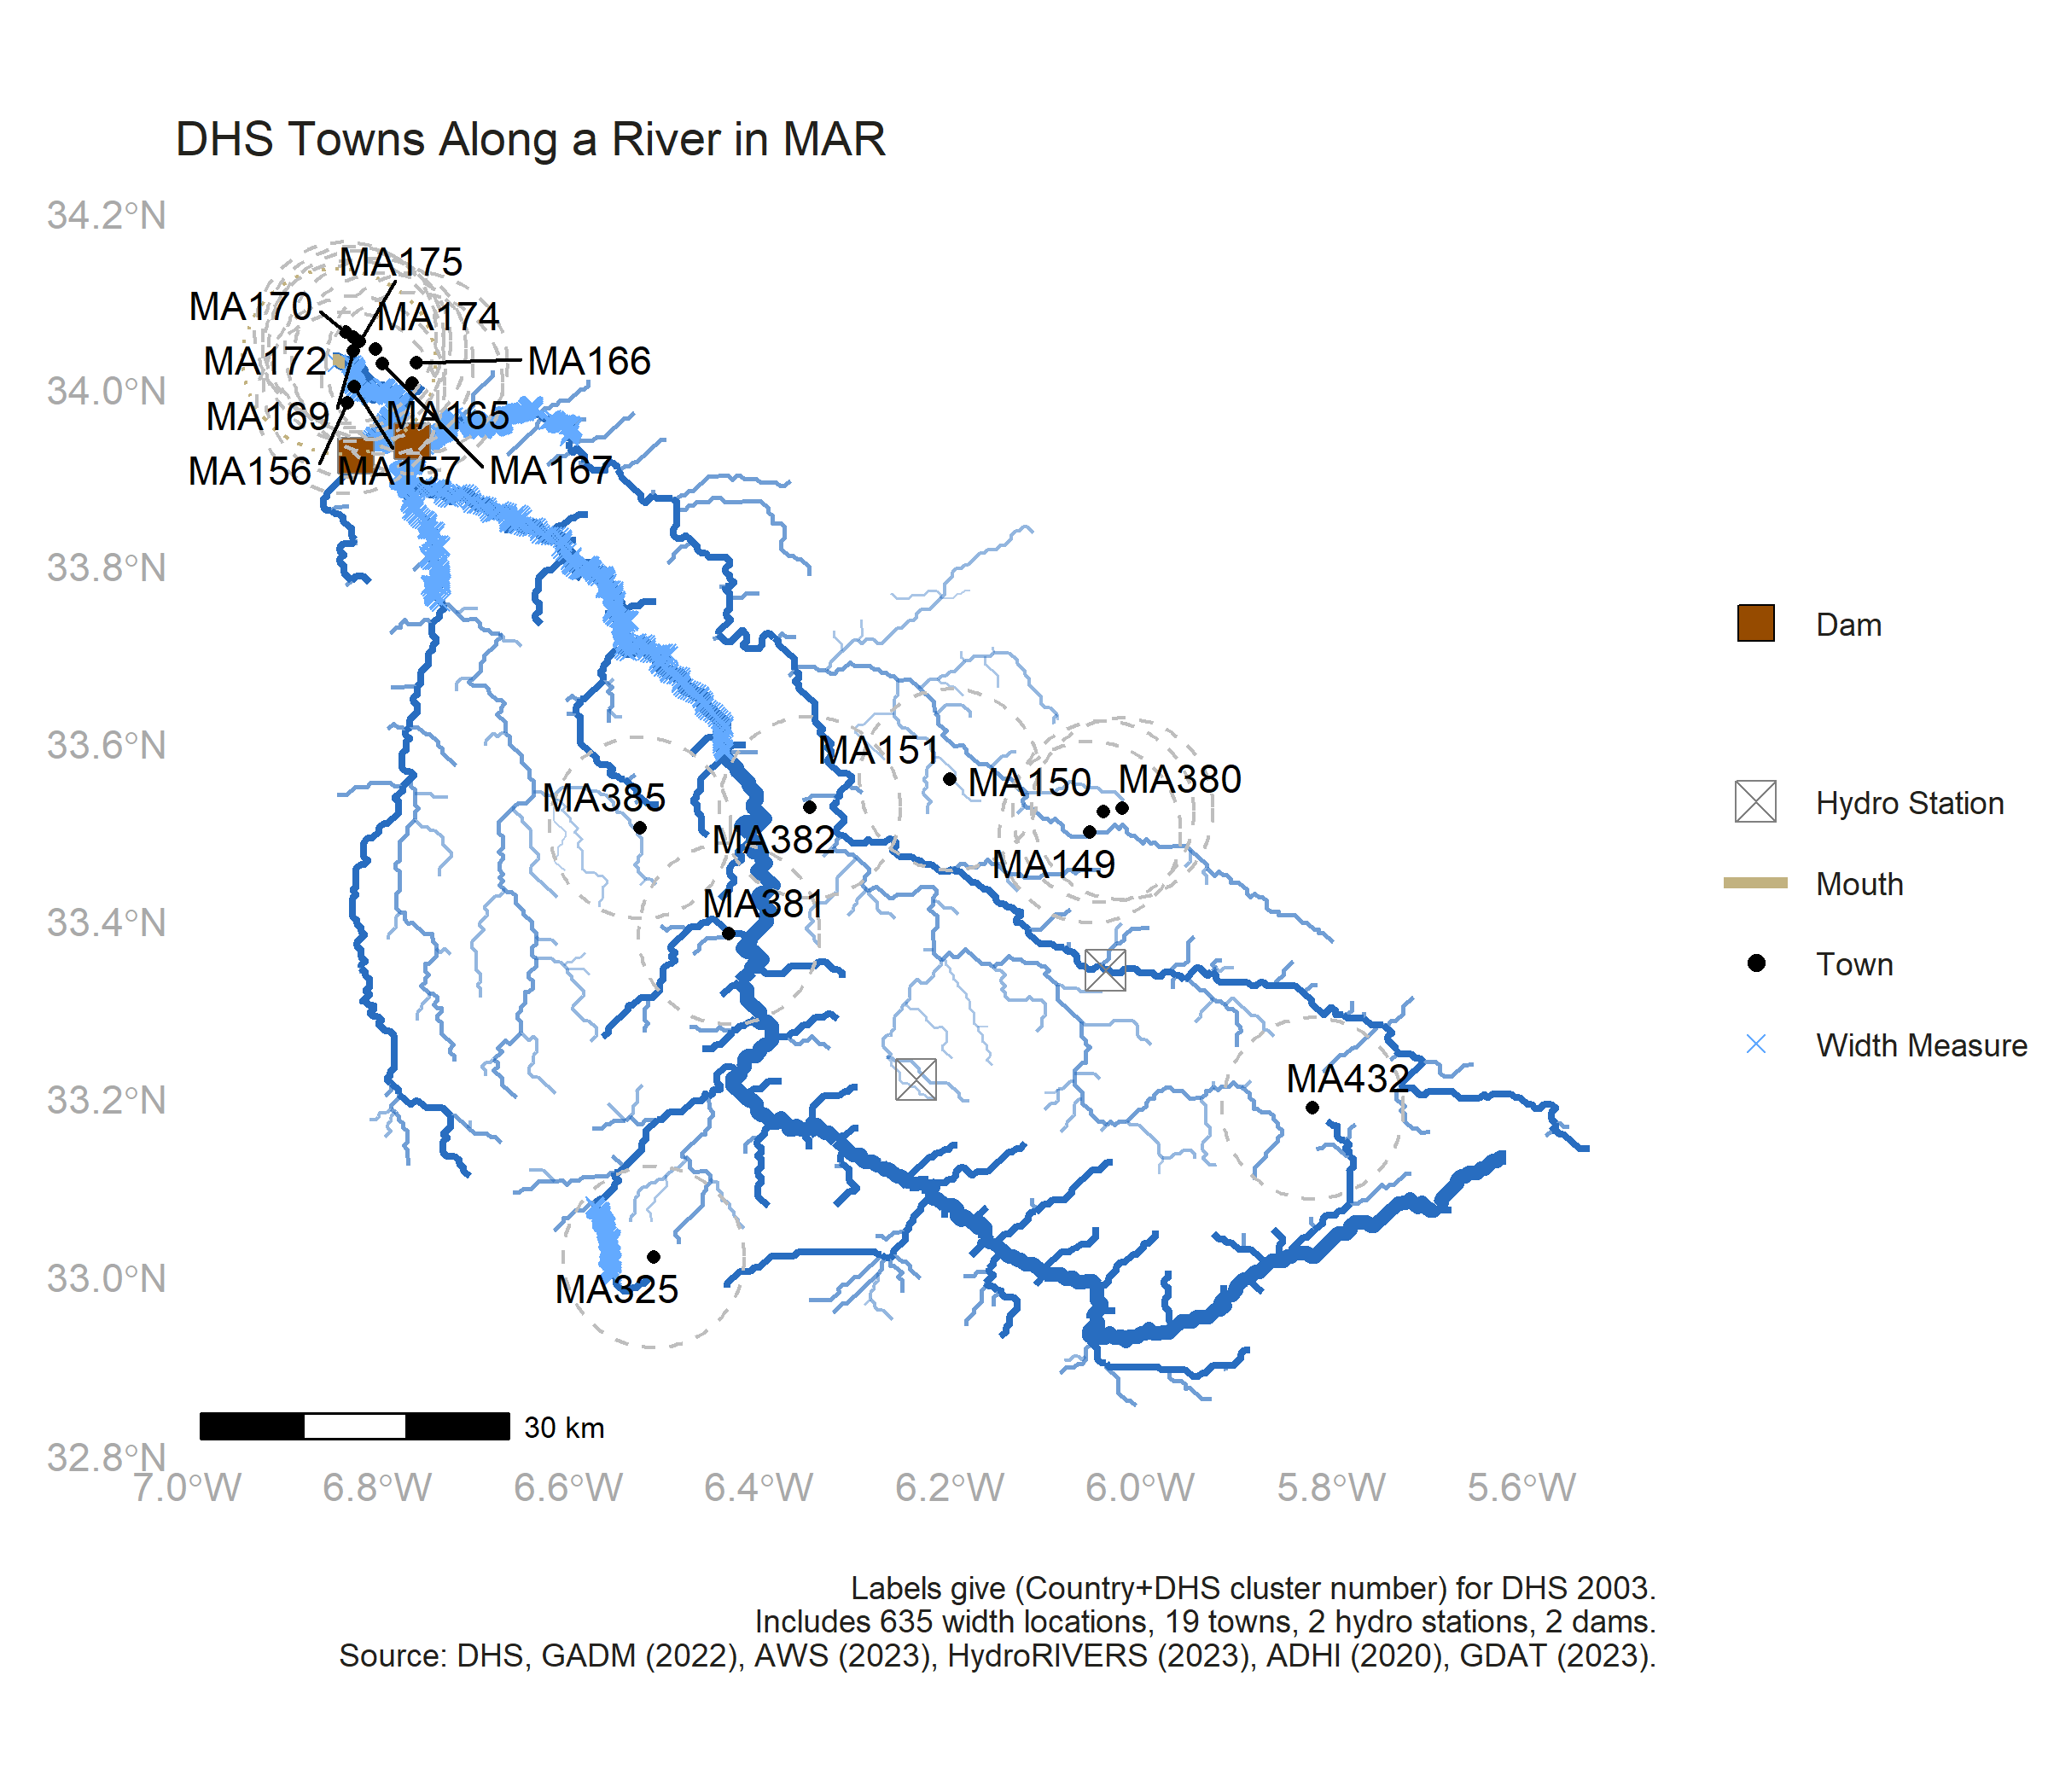 DHS Towns Along a River in MAR
34.2°N
34.0°N
33.8°N
33.6°N
33.4°N
33.2°N
33.0°N
32.8°N
MA175
MA170
MA174
MA172
MA166
MA169
MA165
MA156
MA157
MA167
MA151
MA150
MA380
MA385
MA382
MA149
MA381
MA432
MA325
30 km
7.0°W
6.8°W
6.6°W
6.4°W
6.2°W
6.0°W
5.8°W
5.6°W
Dam
Hydro Station
Mouth
Town
Width Measure
Labels give (Country+DHS cluster number) for DHS 2003.
Includes 635 width locations, 19 towns, 2 hydro stations, 2 dams.
Source: DHS, GADM (2022), AWS (2023), HydroRIVERS (2023), ADHI (2020), GDAT (2023).